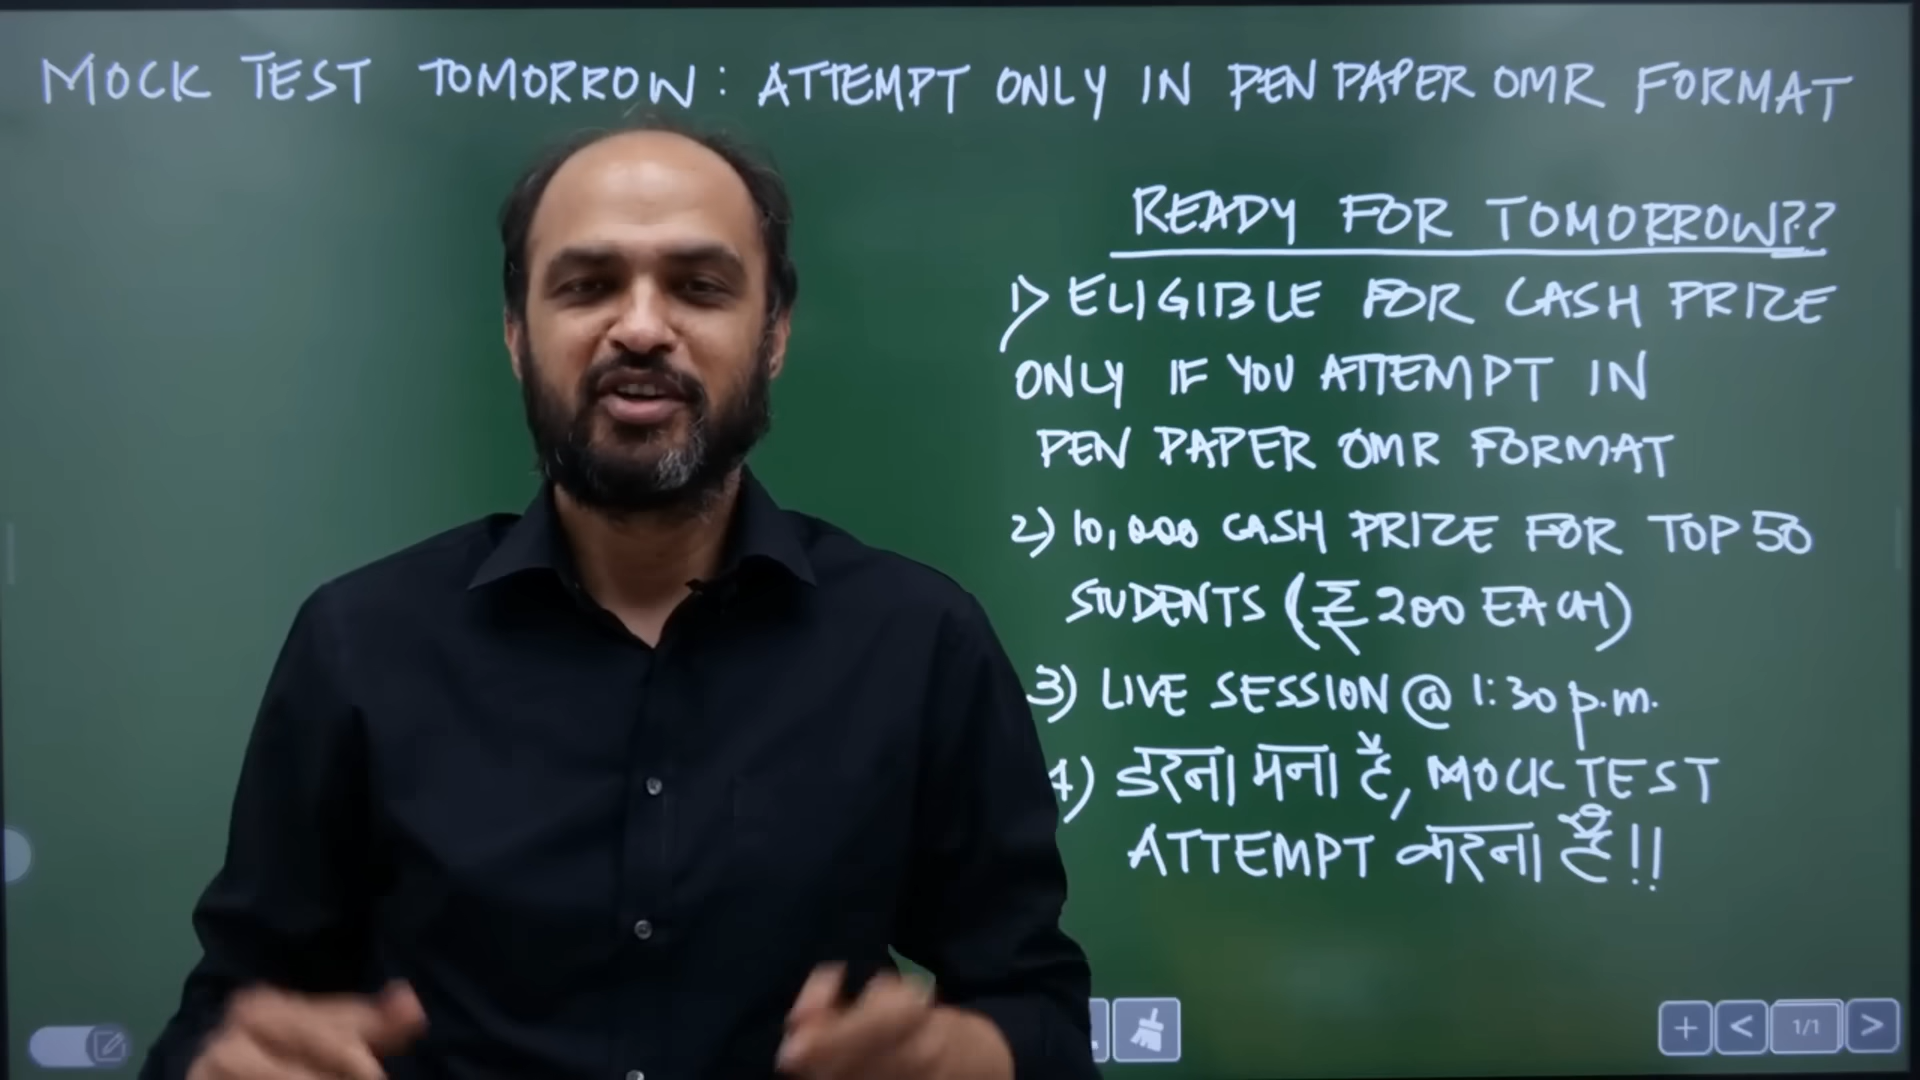 MOCK TEST TOMORROW: ATTEMPT ONLY IN PEN PAPER OMR FORMAT
READY FOR TOMORROW??
1) ELIGIBLE FOR CASH PRIZE
ONLY IF YOU ATTEMPT IN
PEN PAPER OMR FORMAT
2) 10,000 CASH PRIZE FOR TOP 50
STUDENTS (₹ 200 EACH)
3) LIVE SESSION @ 1:30 p.m.
4) डरना मना है, MOCK TEST
ATTEMPT करना है!!
1/1